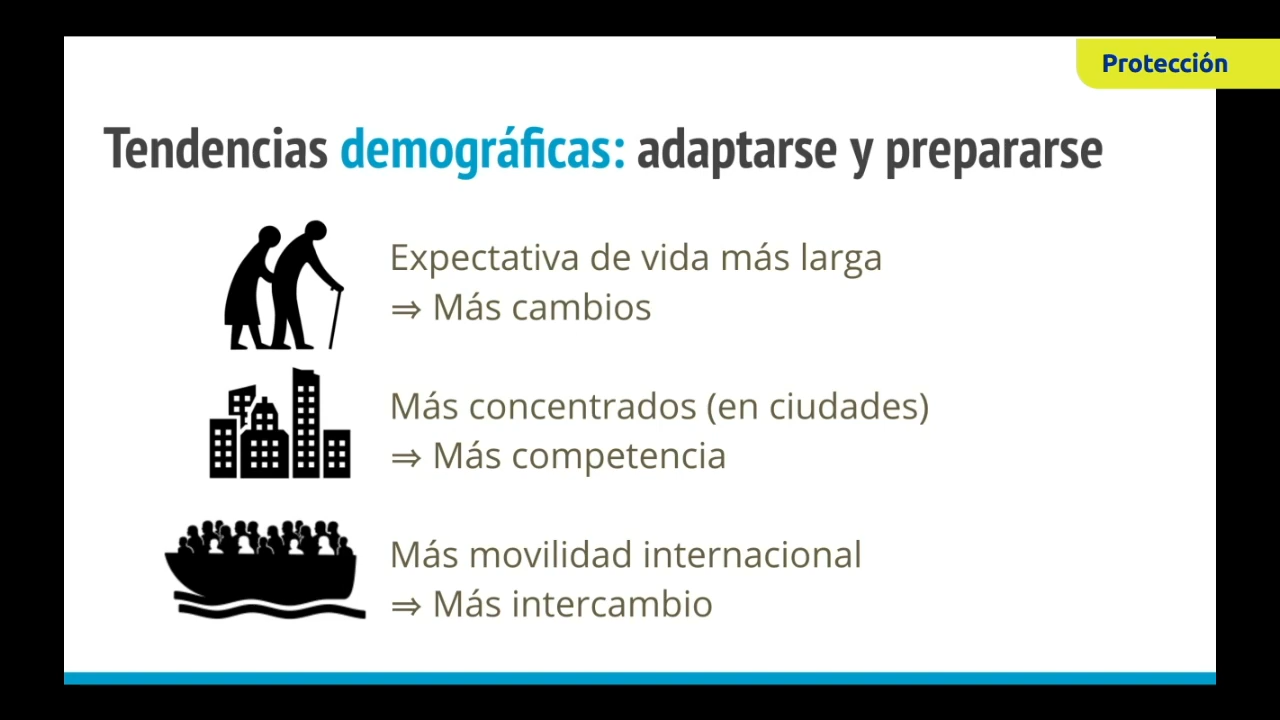 Protección
Tendencias demográficas: adaptarse y prepararse
Expectativa de vida más larga
⇒ Más cambios
Más concentrados (en ciudades)
⇒ Más competencia
Más movilidad internacional
⇒ Más intercambio